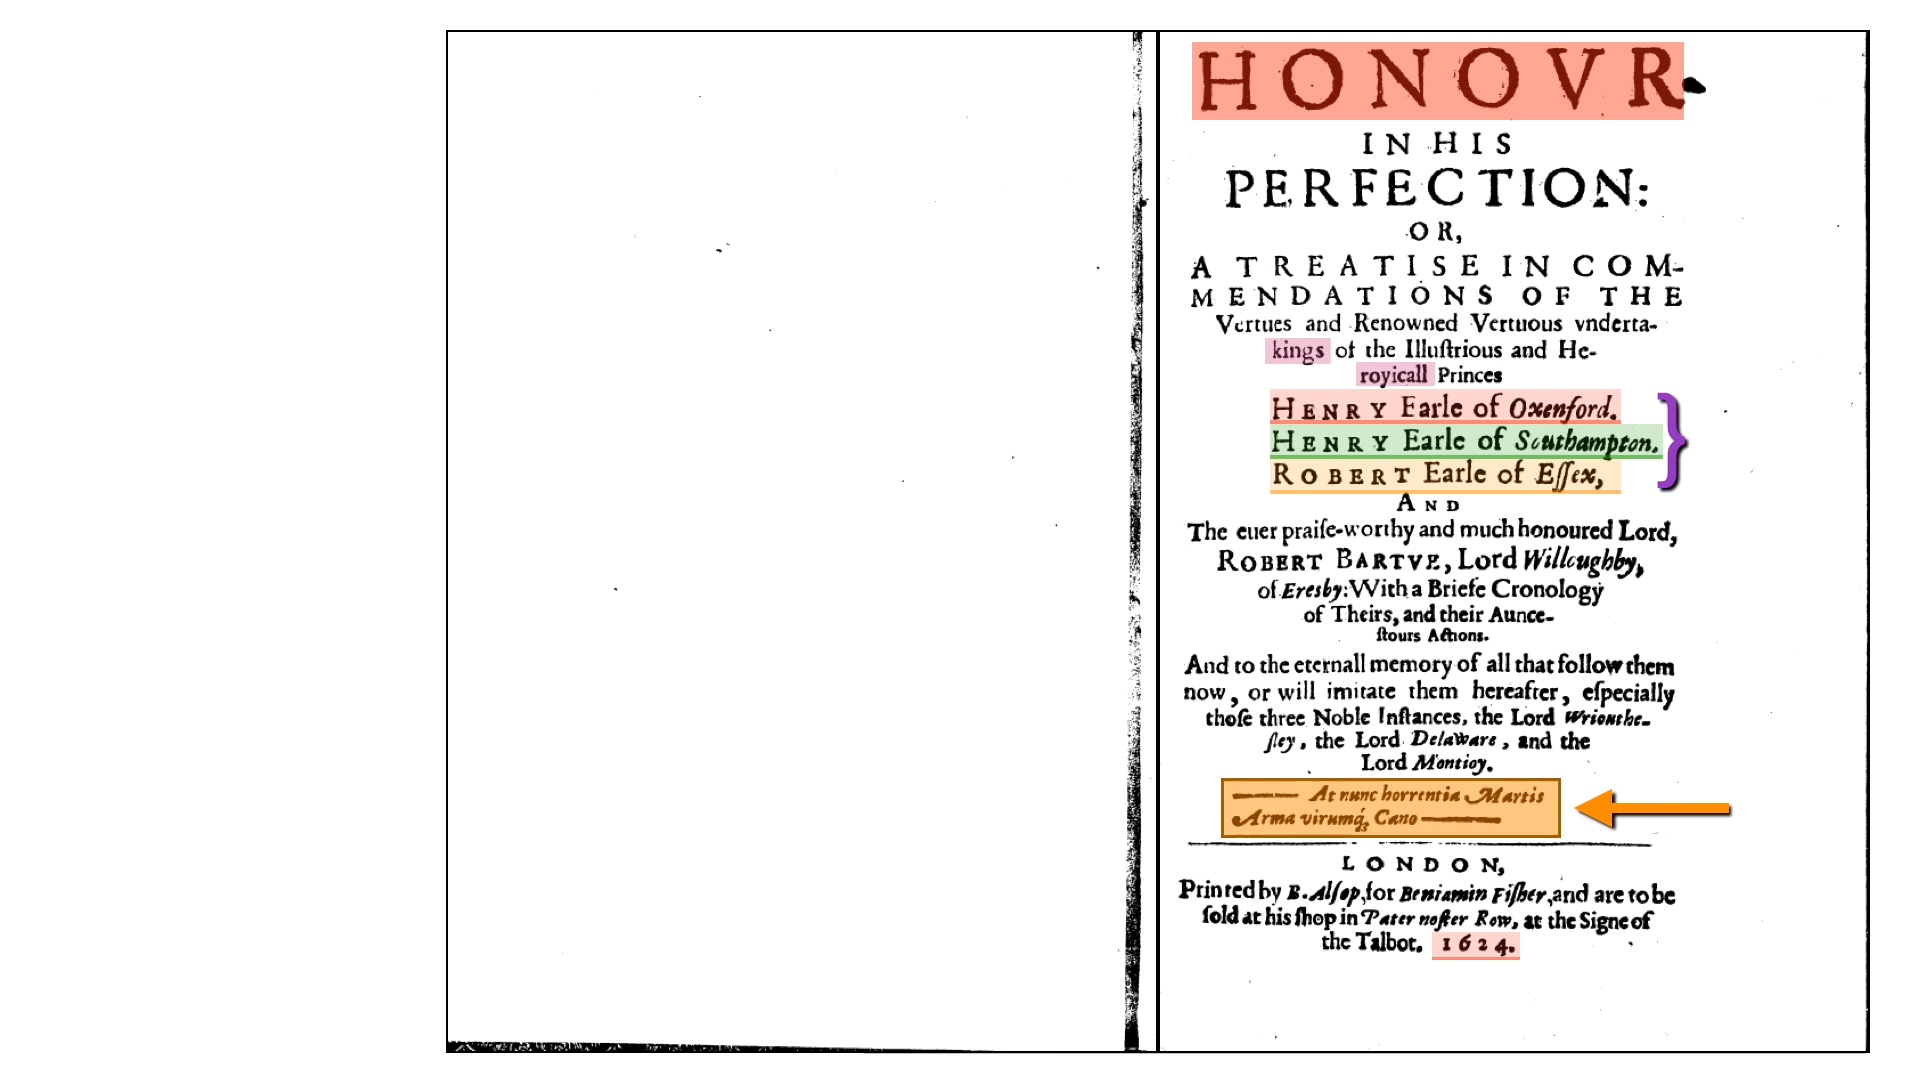 HONOVR
IN HIS
PERFECTION:
OR,
A TREATISE IN COM-
MENDATIONS OF THE
Vertues and Renowned Vertuous vnderta-
kings of the Illuſtrious and He-
royicall Princes
HENRY Earle of Oxenford.
HENRY Earle of Southampton.
ROBERT Earle of Eſſex,
AND
The euer praiſe-worthy and much honoured Lord,
ROBERT BARTVE, Lord Willoughby,
of Eresby: With a Briefe Cronology
of Theirs, and their Aunce-
ſtours Actions.
And to the eternall memory of all that follow them
now, or will imitate them hereafter, eſpecially
thoſe three Noble Inſtances, the Lord Wriouthe-
ſley, the Lord Delaware, and the
Lord Montioy.
—— At nunc horrentia Martis
Arma virumq́; Cano ——
LONDON,
Printed by B. Alſop, for Beniamin Fiſher, and are to be
ſold at his ſhop in Pater noſter Row, at the Signe of
the Talbot. 1624.